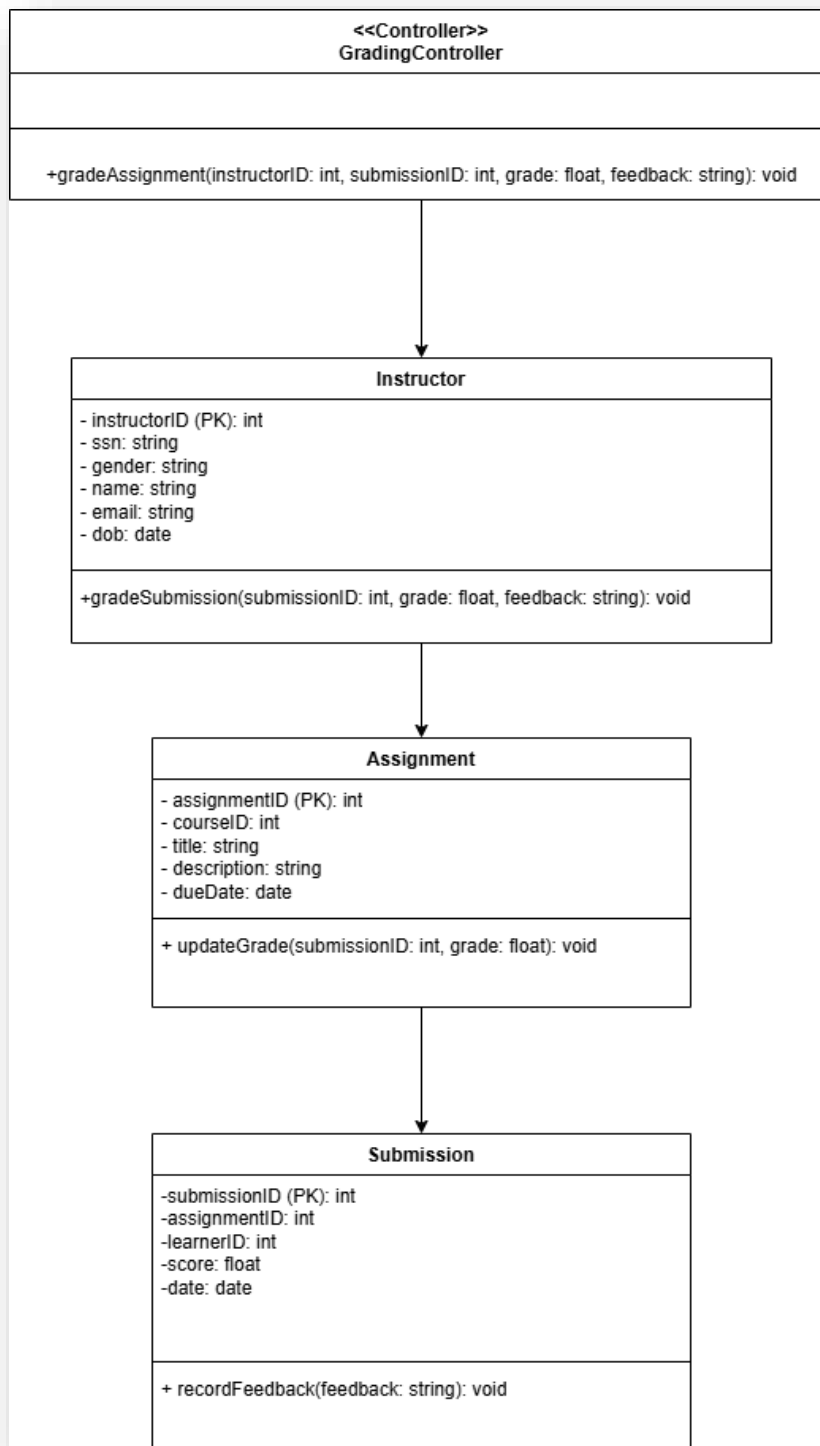 <<Controller>>
GradingController
+gradeAssignment(instructorID: int, submissionID: int, grade: float, feedback: string): void
Instructor
- instructorID (PK): int
- ssn: string
- gender: string
- name: string
- email: string
- dob: date
+gradeSubmission(submissionID: int, grade: float, feedback: string): void
Assignment
- assignmentID (PK): int
- courseID: int
- title: string
- description: string
- dueDate: date
+ updateGrade(submissionID: int, grade: float): void
Submission
-submissionID (PK): int
-assignmentID: int
-learnerID: int
-score: float
-date: date
+ recordFeedback(feedback: string): void